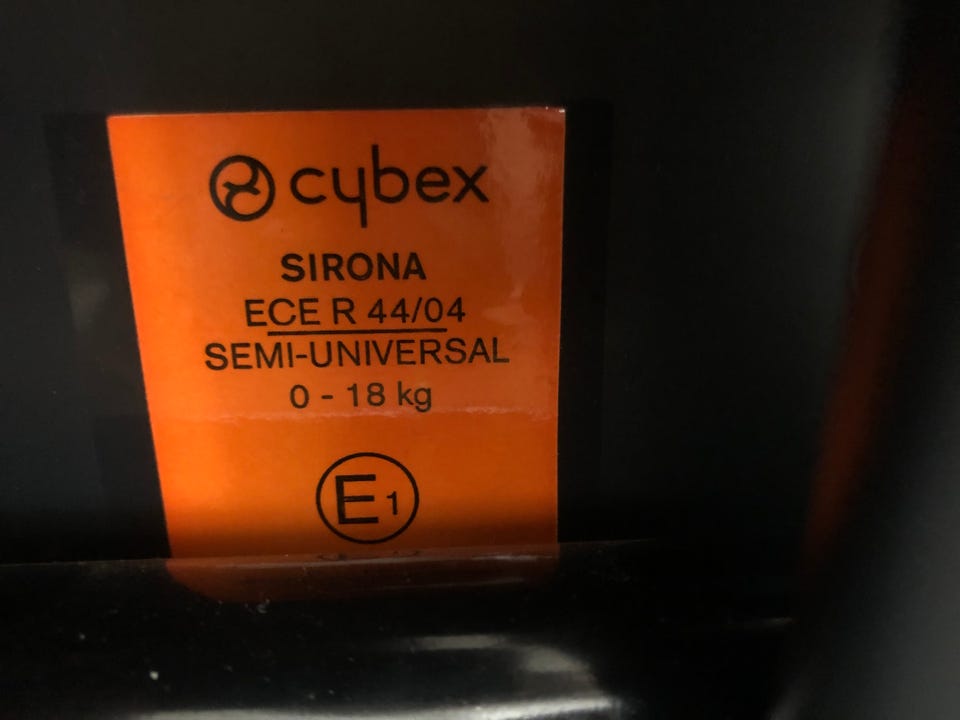 cybex
SIRONA
ECE R 44/04
SEMI-UNIVERSAL
0 - 18 kg
E1